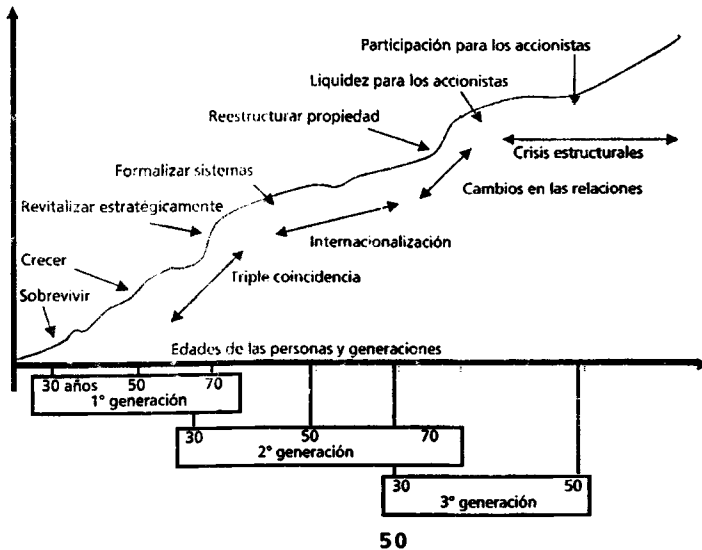 Participación para los accionistas
Liquidez para los accionistas
Reestructurar propiedad
Crisis estructurales
Formalizar sistemas
Cambios en las relaciones
Revitalizar estratégicamente
Internacionalización
Crecer
Triple coincidencia
Sobrevivir
Edades de las personas y generaciones
30 años 50 70
1° generación
30 50 70
2° generación
30 50
3° generación
50